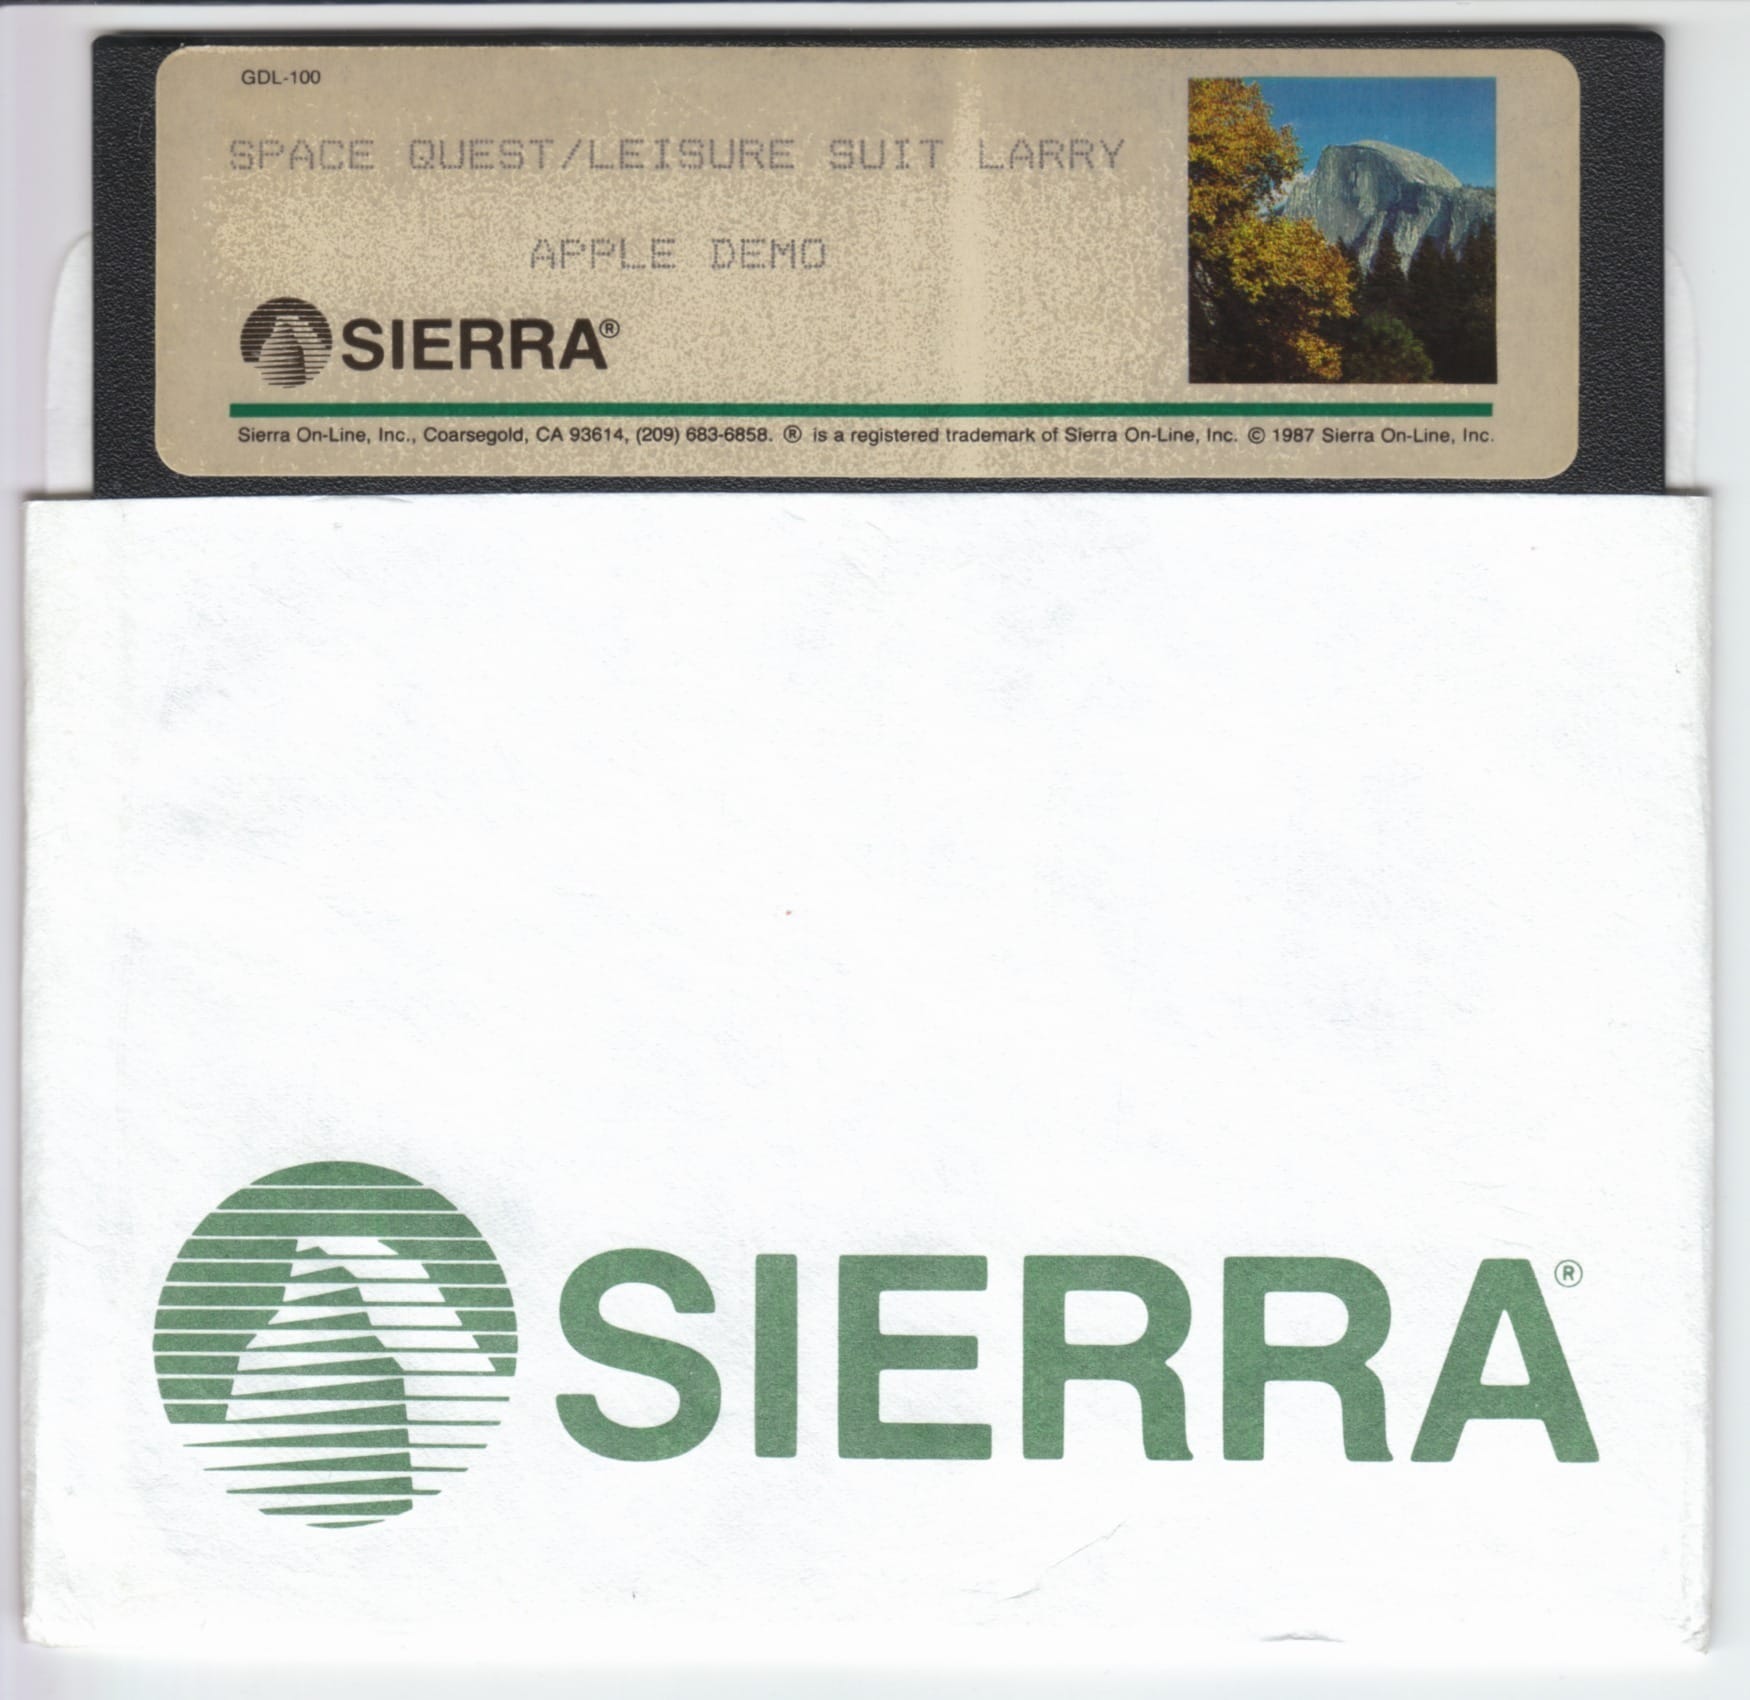 GDL-100
SPACE QUEST/LEISURE SUIT LARRY
APPLE DEMO
SIERRA®
Sierra On-Line, Inc., Coarsegold, CA 93614, (209) 683-6858. ® is a registered trademark of Sierra On-Line, Inc. © 1987 Sierra On-Line, Inc.
SIERRA®